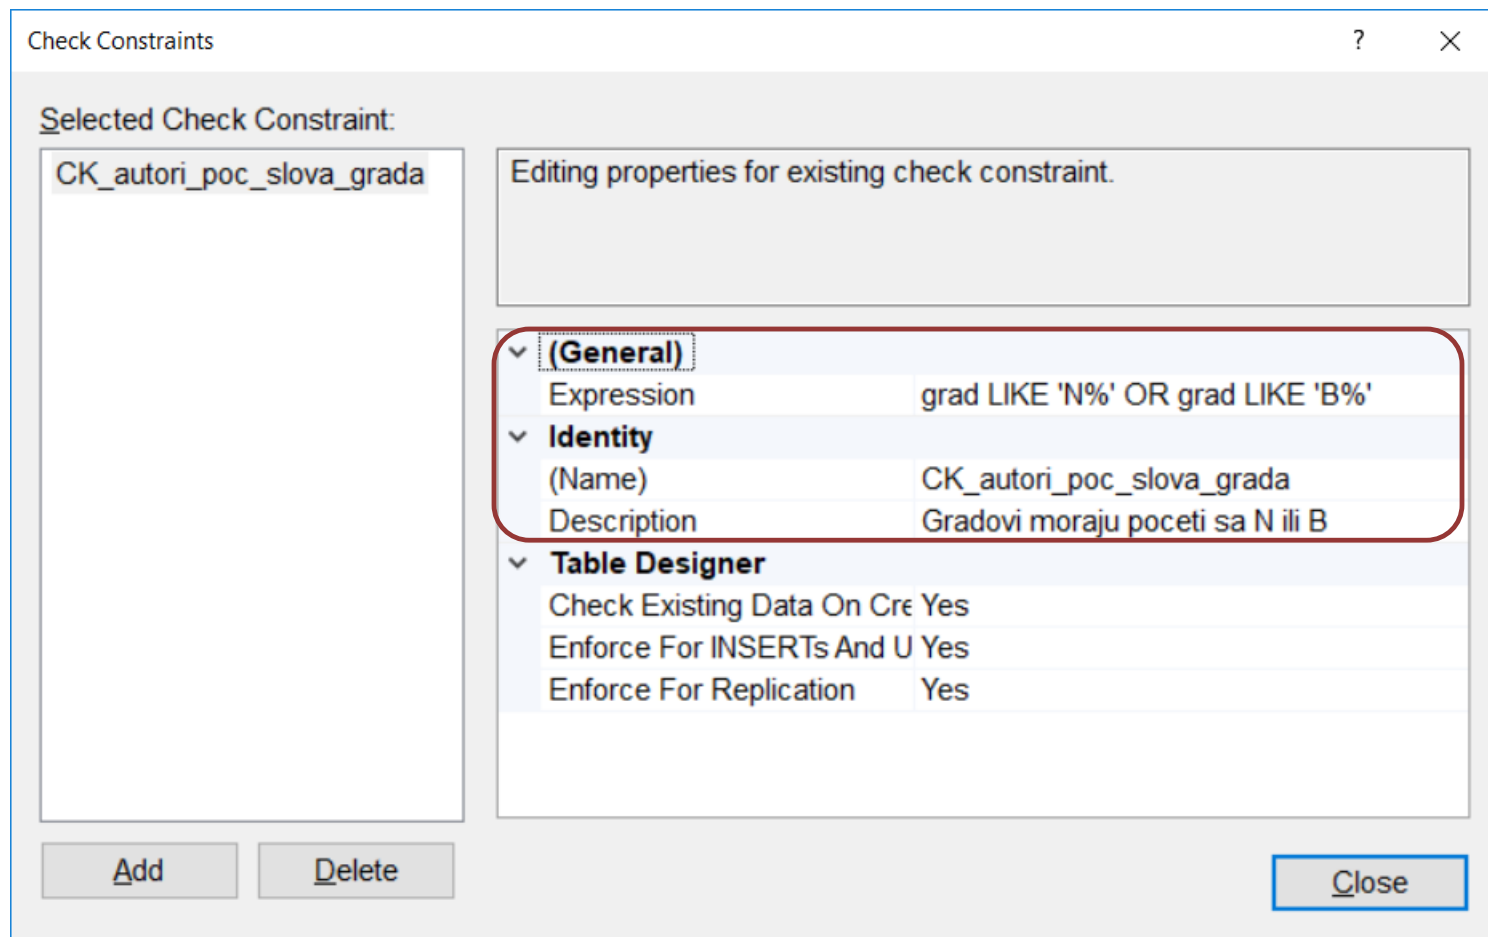 Check Constraints ?
Selected Check Constraint:
CK_autori_poc_slova_grada
Editing properties for existing check constraint.
(General)
Expression grad LIKE 'N%' OR grad LIKE 'B%'
Identity
(Name) CK_autori_poc_slova_grada
Description Gradovi moraju poceti sa N ili B
Table Designer
Check Existing Data On Cre Yes
Enforce For INSERTs And U Yes
Enforce For Replication Yes
Add Delete
Close